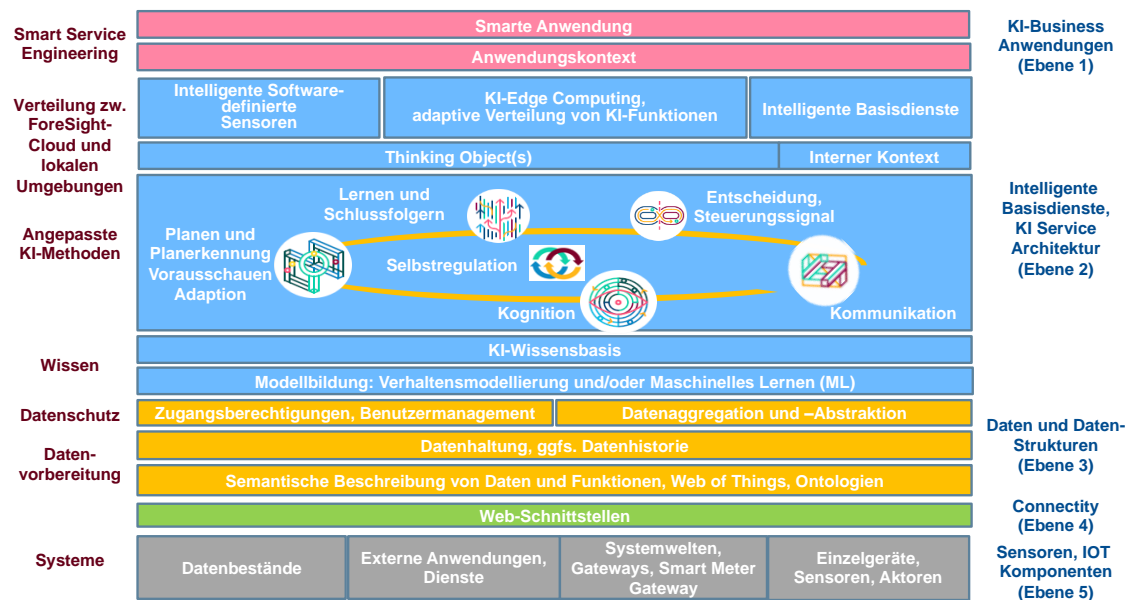 Smart Service
Engineering
Smarte Anwendung
Anwendungskontext
KI-Business
Anwendungen
(Ebene 1)
Verteilung zw.
ForeSight-
Cloud und
lokalen
Umgebungen
Intelligente Software-
definierte
Sensoren
KI-Edge Computing,
adaptive Verteilung von KI-Funktionen
Intelligente Basisdienste
Thinking Object(s)
Interner Kontext
Angepasste
KI-Methoden
Lernen und
Schlussfolgern
Entscheidung,
Steuerungssignal
Planen und
Planerkennung
Vorausschauen
Adaption
Selbstregulation
Kognition
Kommunikation
Intelligente
Basisdienste,
KI Service
Architektur
(Ebene 2)
Wissen
KI-Wissensbasis
Modellbildung: Verhaltensmodellierung und/oder Maschinelles Lernen (ML)
Datenschutz
Zugangsberechtigungen, Benutzermanagement
Datenaggregation und –Abstraktion
Daten-
vorbereitung
Datenhaltung, ggfs. Datenhistorie
Semantische Beschreibung von Daten und Funktionen, Web of Things, Ontologien
Daten und Daten-
Strukturen
(Ebene 3)
Web-Schnittstellen
Connectity
(Ebene 4)
Systeme
Datenbestände
Externe Anwendungen,
Dienste
Systemwelten,
Gateways, Smart Meter
Gateway
Einzelgeräte,
Sensoren, Aktoren
Sensoren, IOT
Komponenten
(Ebene 5)